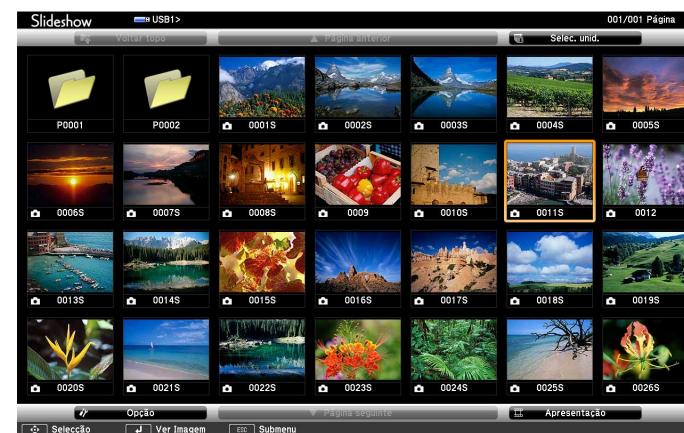 Slideshow USB1> 001/001 Página
Voltar topo ▲ Página anterior Selec. unid.
P0001 P0002 0001S 0002S 0003S 0004S 0005S
0006S 0007S 0008S 0009 0010S 0011S 0012
0013S 0014S 0015S 0016S 0017S 0018S 0019S
0020S 0021S 0022S 0023S 0024S 0025S 0026S
Opção ▼ Página seguinte Apresentação
Selecção Ver Imagem ESC Submenu